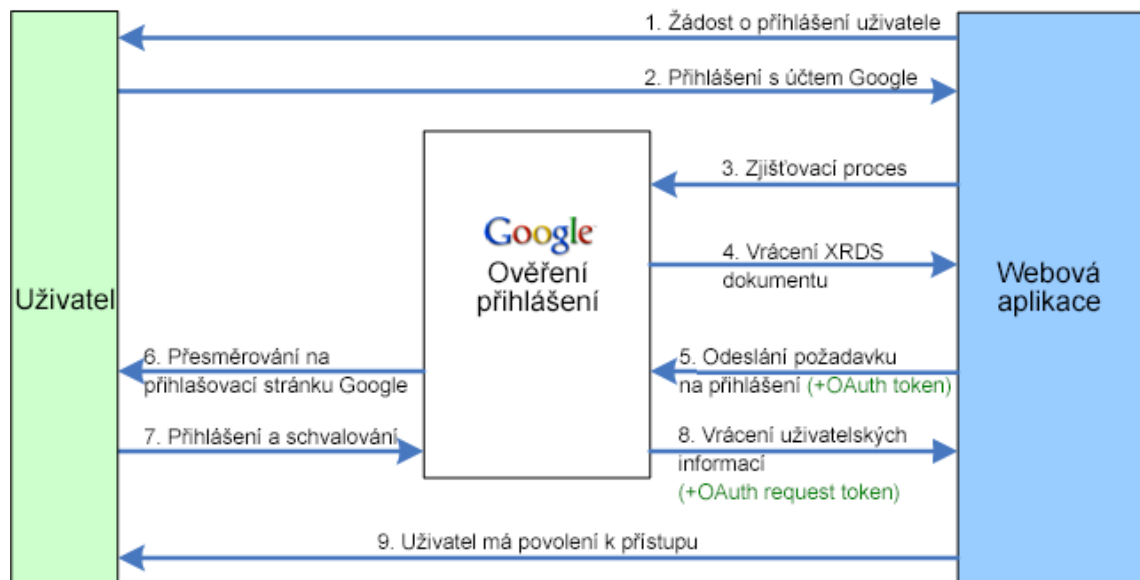 1. Žádost o přihlášení uživatele
2. Přihlášení s účtem Google
3. Zjišťovací proces
Google
Ověření
přihlášení
4. Vrácení XRDS
dokumentu
Uživatel
Webová
aplikace
6. Přesměrování na
přihlašovací stránku Google
5. Odeslání požadavku
na přihlášení (+OAuth token)
7. Přihlášení a schvalování
8. Vrácení uživatelských
informací
(+OAuth request token)
9. Uživatel má povolení k přístupu